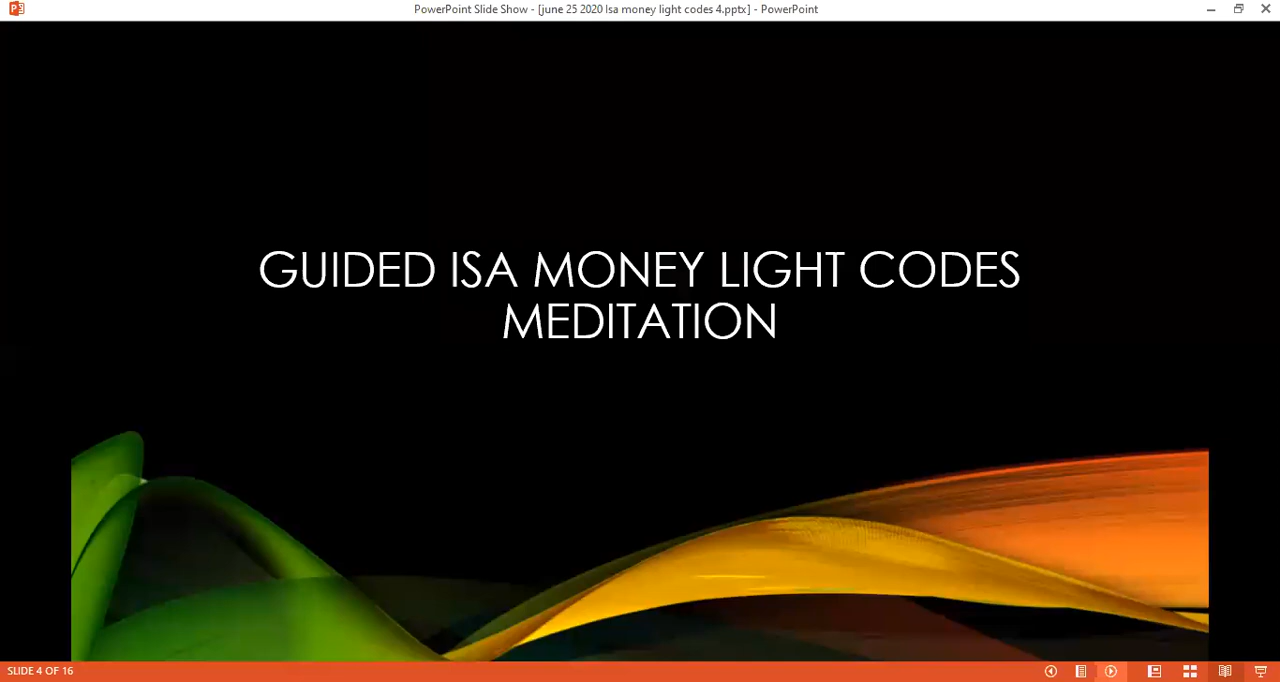 PowerPoint Slide Show - [june 25 2020 Isa money light codes 4.pptx] - PowerPoint
GUIDED ISA MONEY LIGHT CODES
MEDITATION
SLIDE 4 OF 16